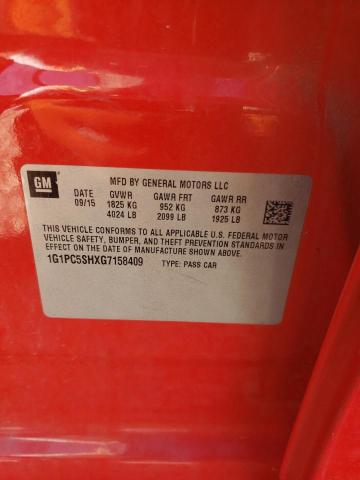 GM
MFD BY GENERAL MOTORS LLC
DATE GVWR GAWR FRT GAWR RR
09/15 1825 KG 952 KG 873 KG
4024 LB 2099 LB 1925 LB
THIS VEHICLE CONFORMS TO ALL APPLICABLE U.S. FEDERAL MOTOR
VEHICLE SAFETY, BUMPER, AND THEFT PREVENTION STANDARDS IN
EFFECT ON THE DATE OF MANUFACTURE SHOWN ABOVE.
1G1PC5SHXG7158409 TYPE: PASS CAR